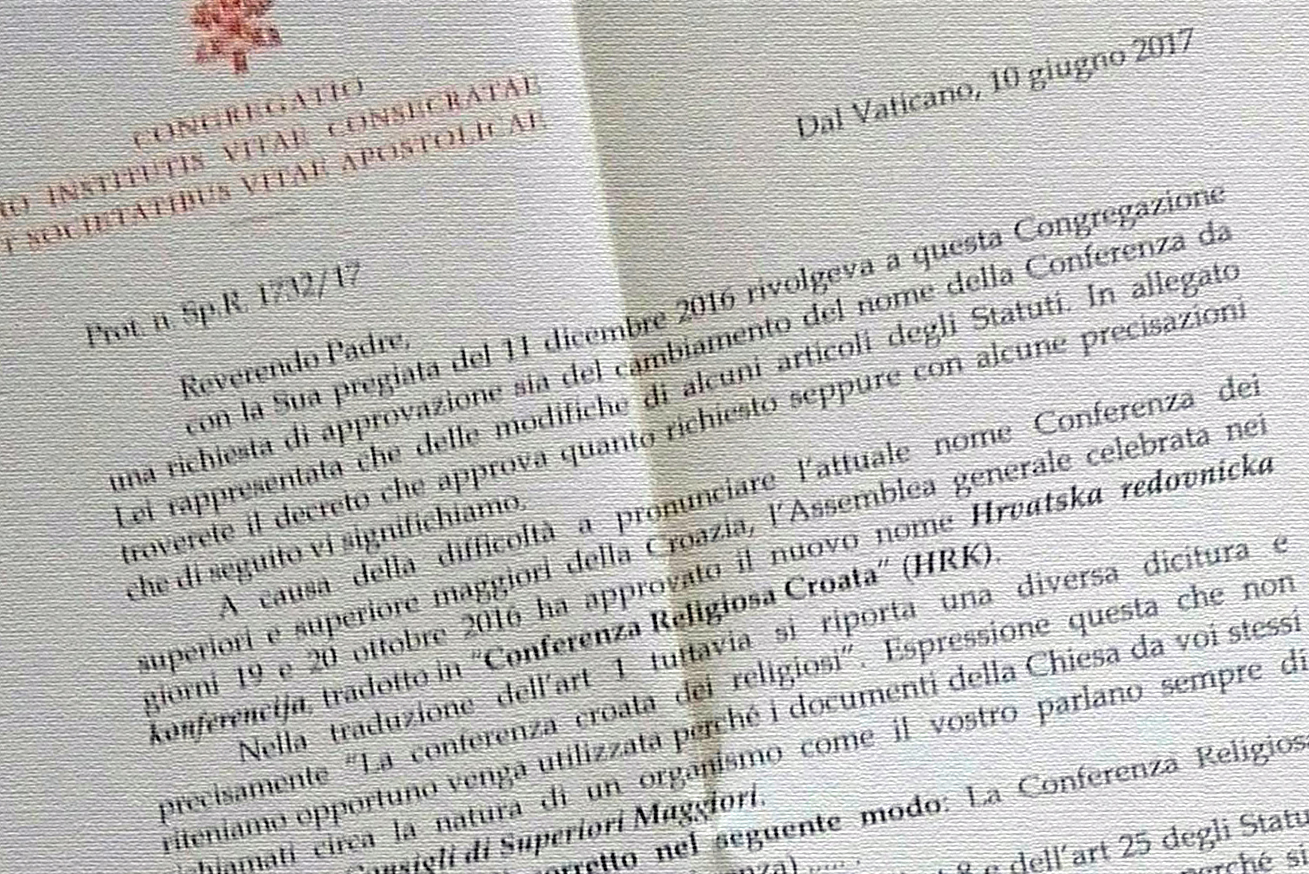 CONGREGATIO
INSTITUTIS VITAE CONSECRATAE
SOCIETATIBUS VITAE APOSTOLICAE
Dal Vaticano, 10 giugno 2017
Prot. n. Sp.R. 1732/17
Reverendo Padre,
con la Sua pregiata del 11 dicembre 2016 rivolgeva a questa Congregazione
una richiesta di approvazione sia del cambiamento del nome della Conferenza da
Lei rappresentata che delle modifiche di alcuni articoli degli Statuti. In allegato
troverete il decreto che approva quanto richiesto seppure con alcune precisazioni
che di seguito vi significhiamo.
A causa della difficoltà a pronunciare l'attuale nome Conferenza dei
superiori e superiore maggiori della Croazia, l'Assemblea generale celebrata nei
giorni 19 e 20 ottobre 2016 ha approvato il nuovo nome Hrvatska redovnicka
konferencija, tradotto in "Conferenza Religiosa Croata" (HRK).
Nella traduzione dell'art 1 tuttavia si riporta una diversa dicitura e
precisamente "La conferenza croata dei religiosi". Espressione questa che non
riteniamo opportuno venga utilizzata perché i documenti della Chiesa da voi stessi
chiamati circa la natura di un organismo come il vostro parlano sempre di
Consigli di Superiori Maggiori.
corretto nel seguente modo: La Conferenza Religiosa
8 e dell'art 25 degli Statu
perché si